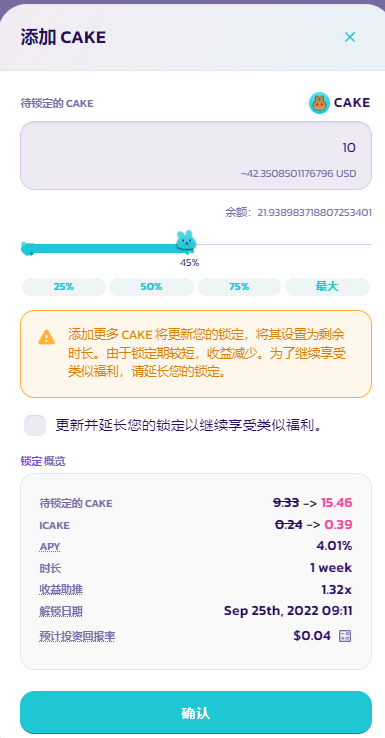 添加 CAKE
待锁定的 CAKE
CAKE
10
~42.3508501176796 USD
余额：21.938983718807253401
45%
25%
50%
75%
最大
添加更多 CAKE 将更新您的锁定，将其设置为剩余
时长。由于锁定期较短，收益减少。为了继续享受
类似福利，请延长您的锁定。
更新并延长您的锁定以继续享受类似福利。
锁定 概览
待锁定的 CAKE 9.33 -> 15.46
ICAKE 0.24 -> 0.39
APY 4.01%
时长 1 week
收益助推 1.32x
解锁日期 Sep 25th, 2022 09:11
预计投资回报率 $0.04
确认